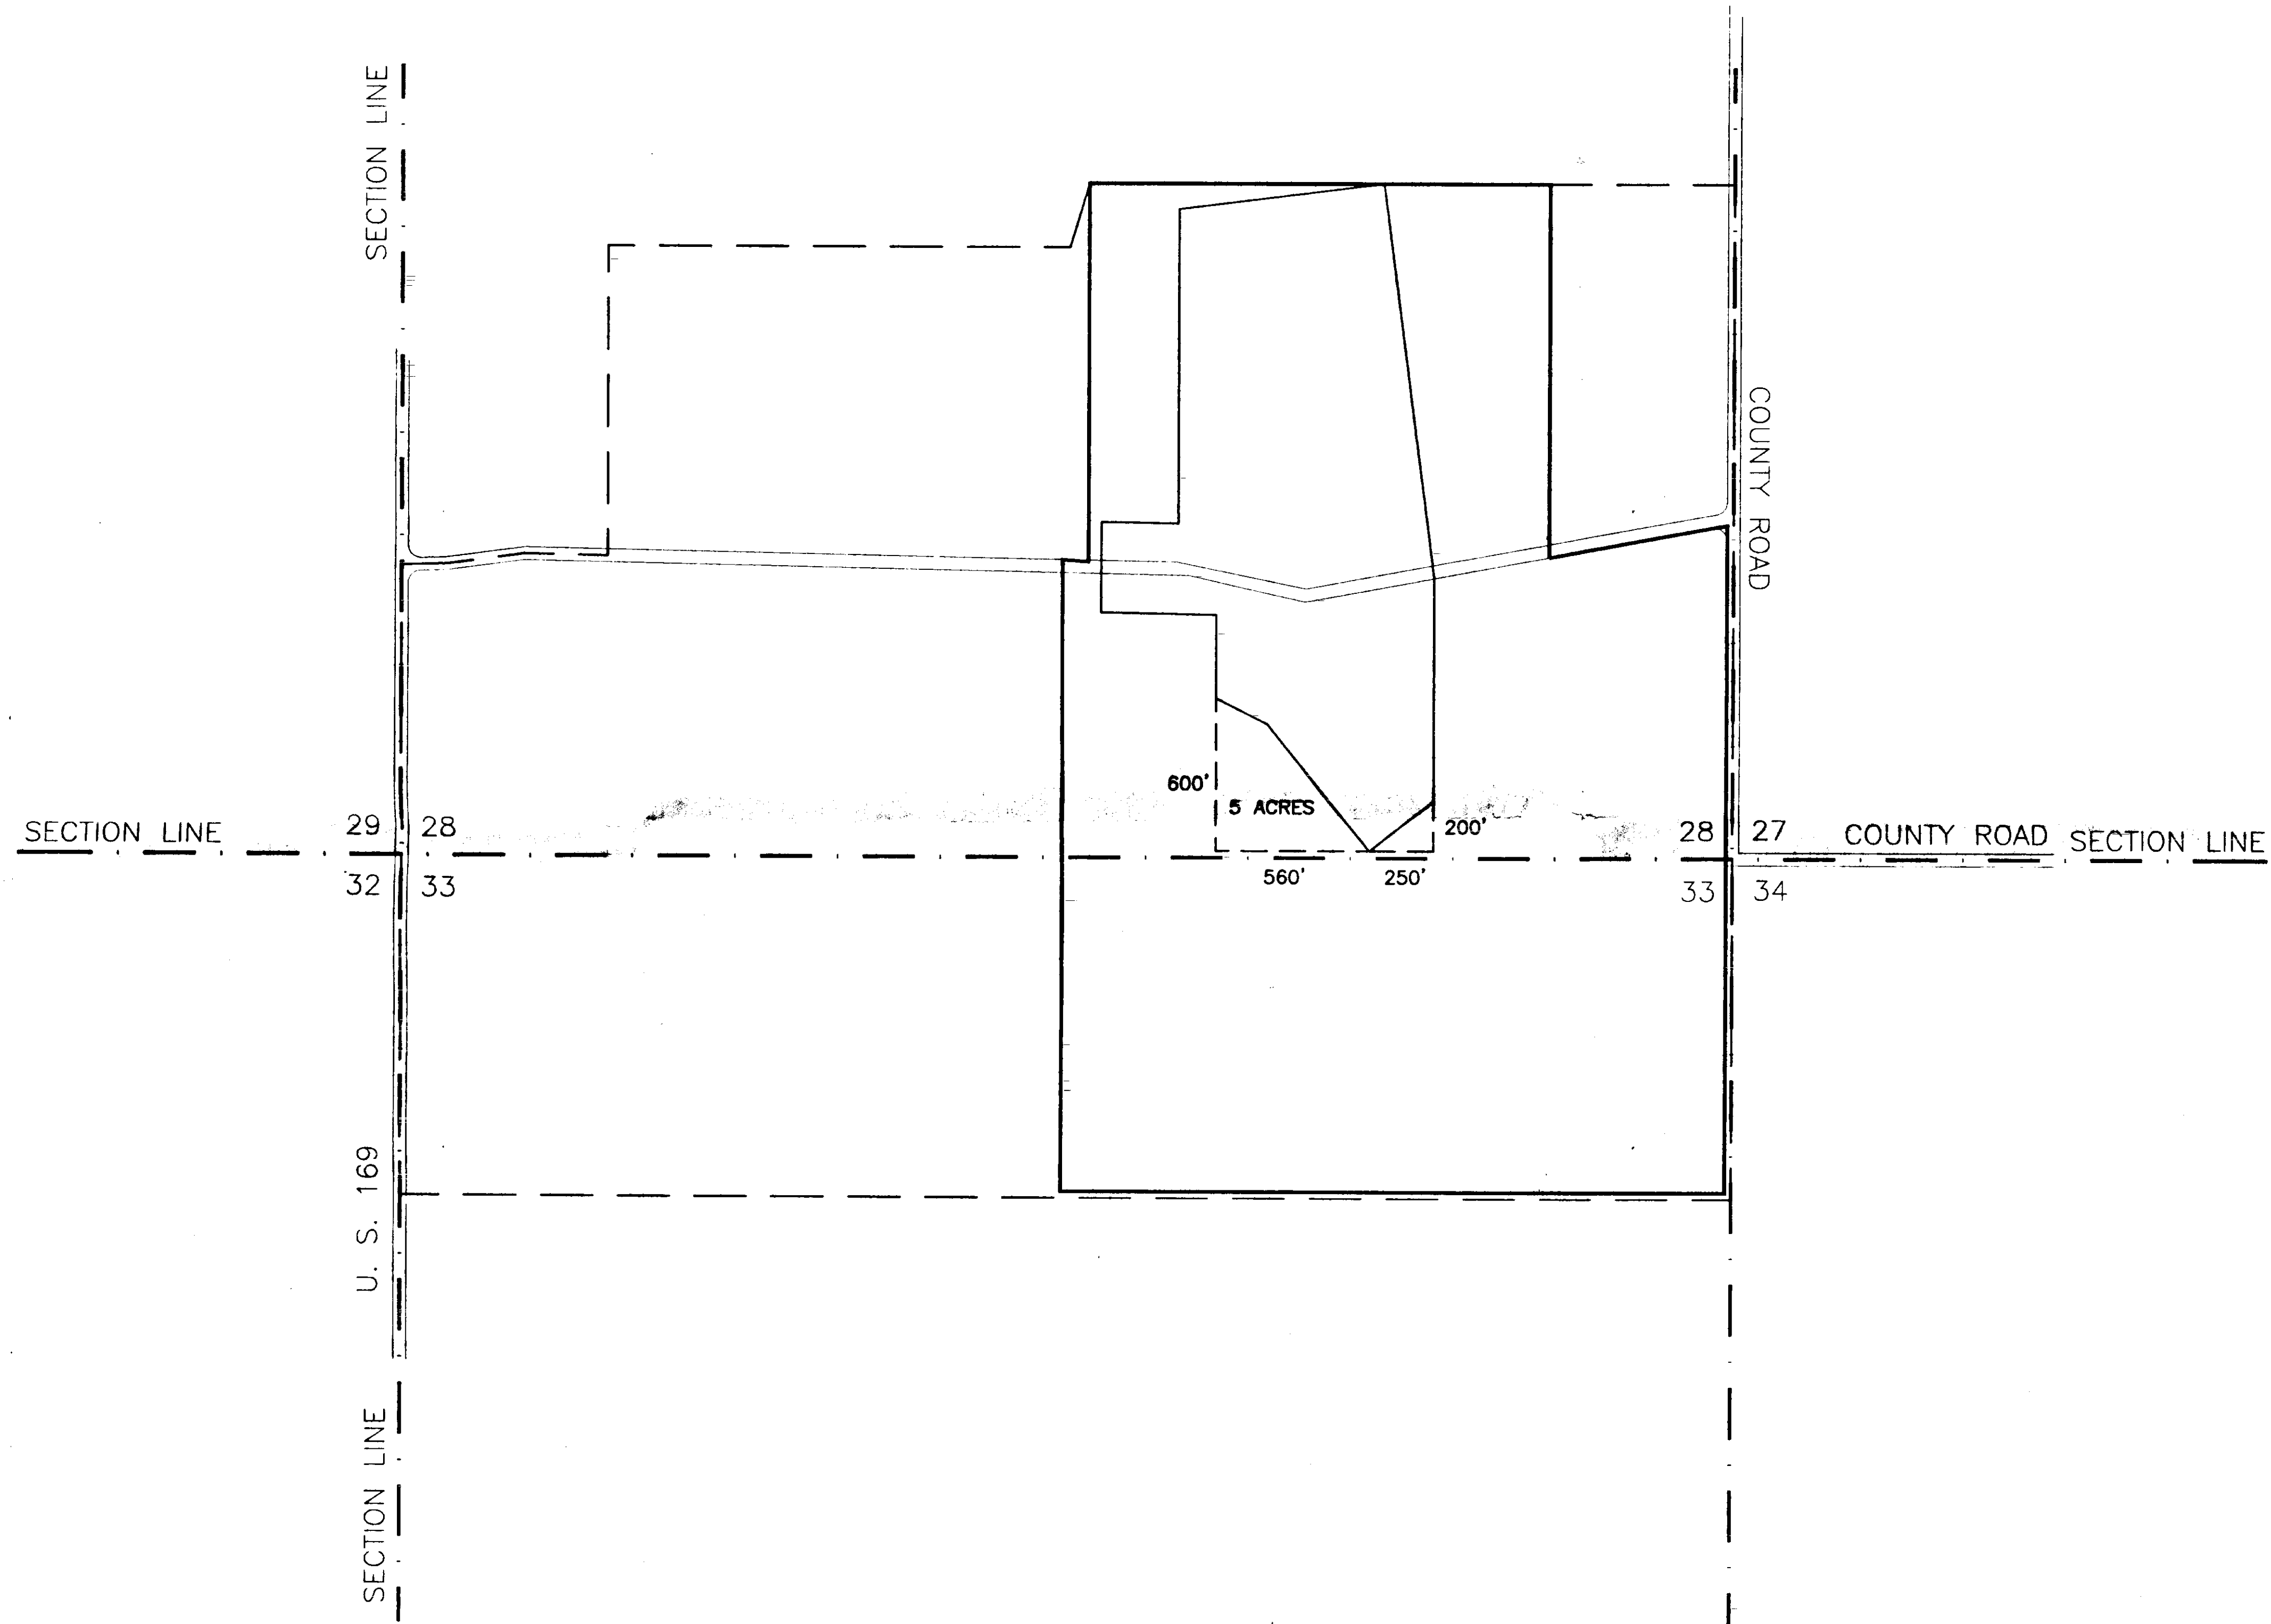 SECTION LINE
COUNTY ROAD
600'
5 ACRES
200'
SECTION LINE
29 28
28 27
COUNTY ROAD SECTION LINE
32 33
560'
250'
33 34
U. S. 169
SECTION LINE